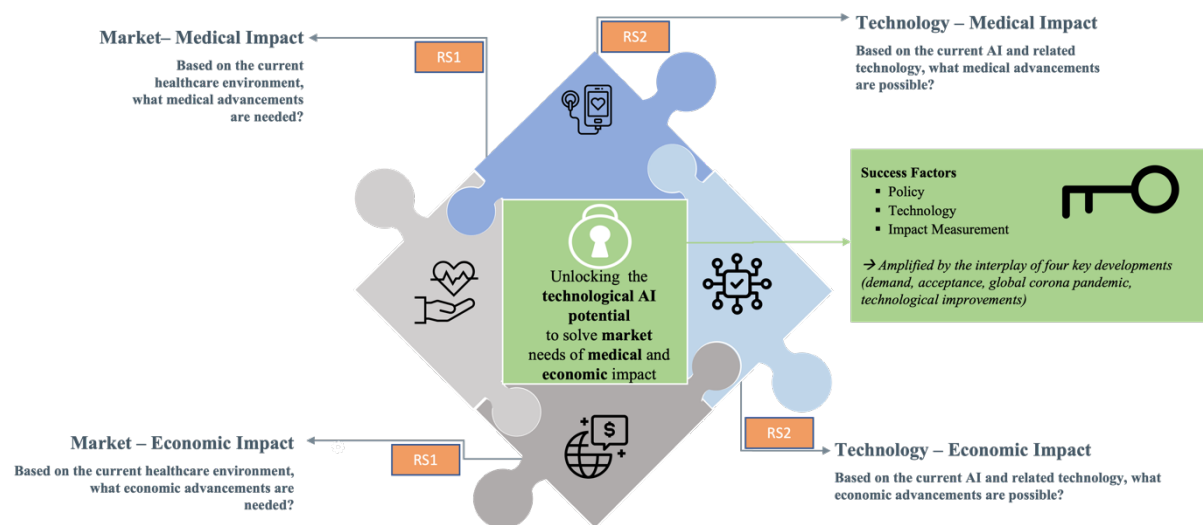 Market– Medical Impact
RS1
Based on the current
healthcare environment,
what medical advancements
are needed?
RS2
Technology – Medical Impact
Based on the current AI and related
technology, what medical advancements
are possible?
Success Factors
▪ Policy
▪ Technology
▪ Impact Measurement
→ Amplified by the interplay of four key developments
(demand, acceptance, global corona pandemic,
technological improvements)
Unlocking the
technological AI
potential
to solve market
needs of medical and
economic impact
$
Market – Economic Impact
RS1
Based on the current healthcare environment,
what economic advancements are
needed?
RS2
Technology – Economic Impact
Based on the current AI and related technology, what
economic advancements are possible?